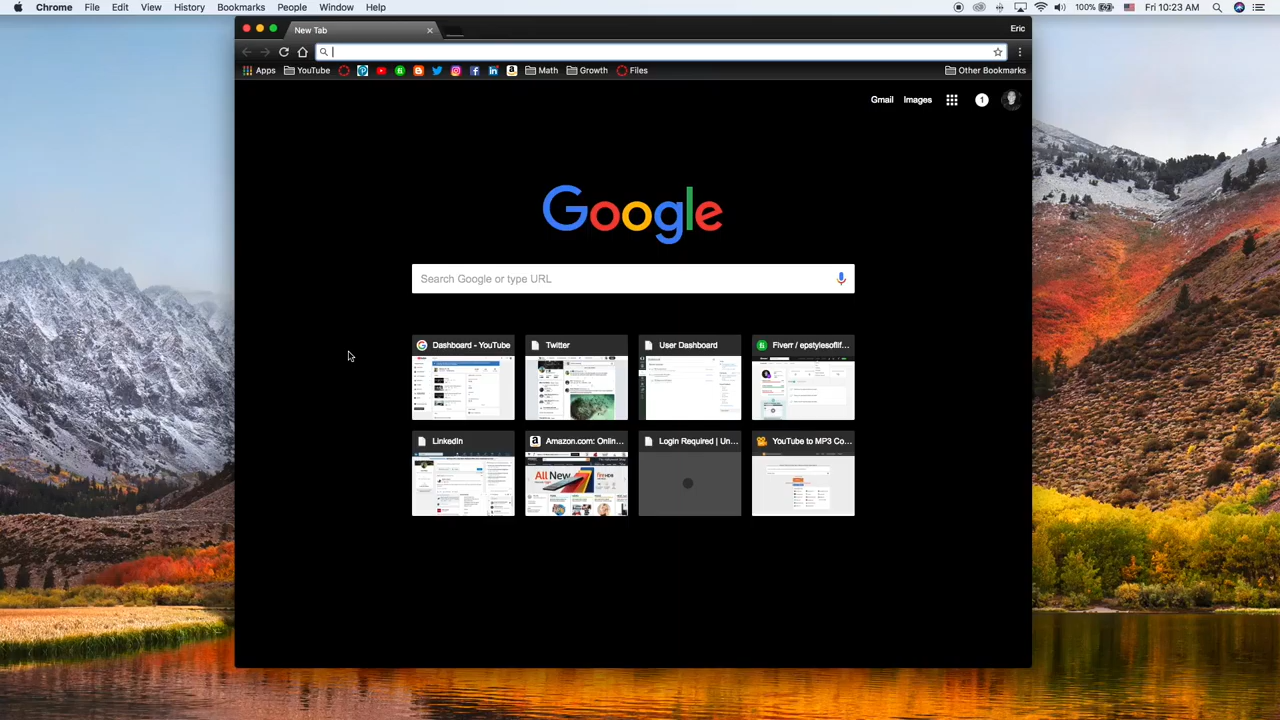 Chrome File Edit View History Bookmarks People Window Help 100% Fri 10:23 AM
New Tab Eric
Apps YouTube Math Growth Files Other Bookmarks
Gmail Images 1
Google
Search Google or type URL
Dashboard - YouTube Twitter User Dashboard Fiverr / epstylesoflif...
LinkedIn Amazon.com: Onlin... Login Required | Un... YouTube to MP3 Co...
All New